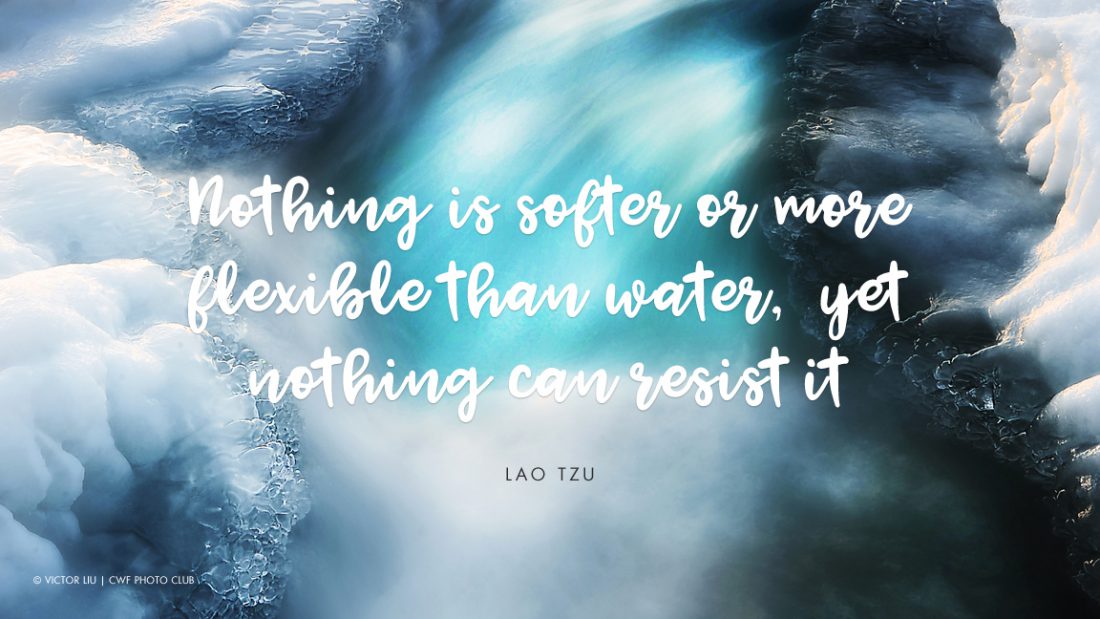 Nothing is softer or more
flexible than water, yet
nothing can resist it
LAO TZU
© VICTOR LIU | CWF PHOTO CLUB